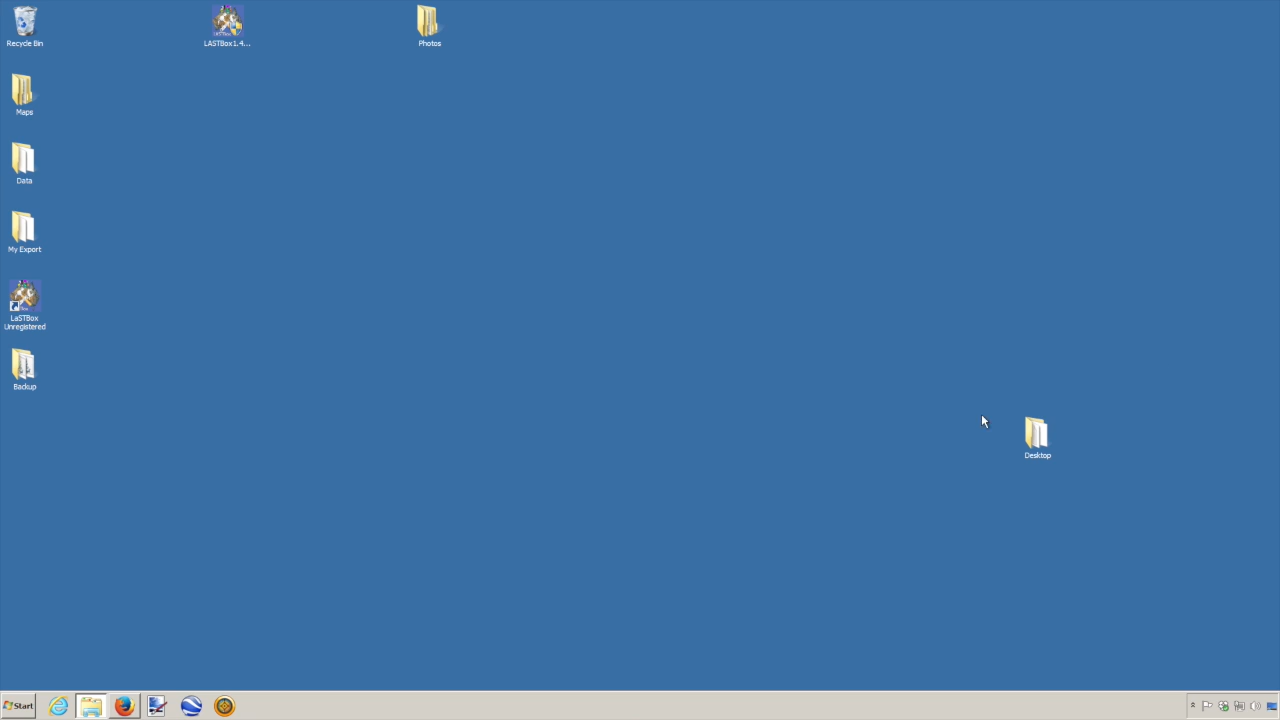 Recycle Bin
LASTBox1.4...
Photos
Maps
Data
My Export
LaSTBox
Unregistered
Backup
Desktop
Start